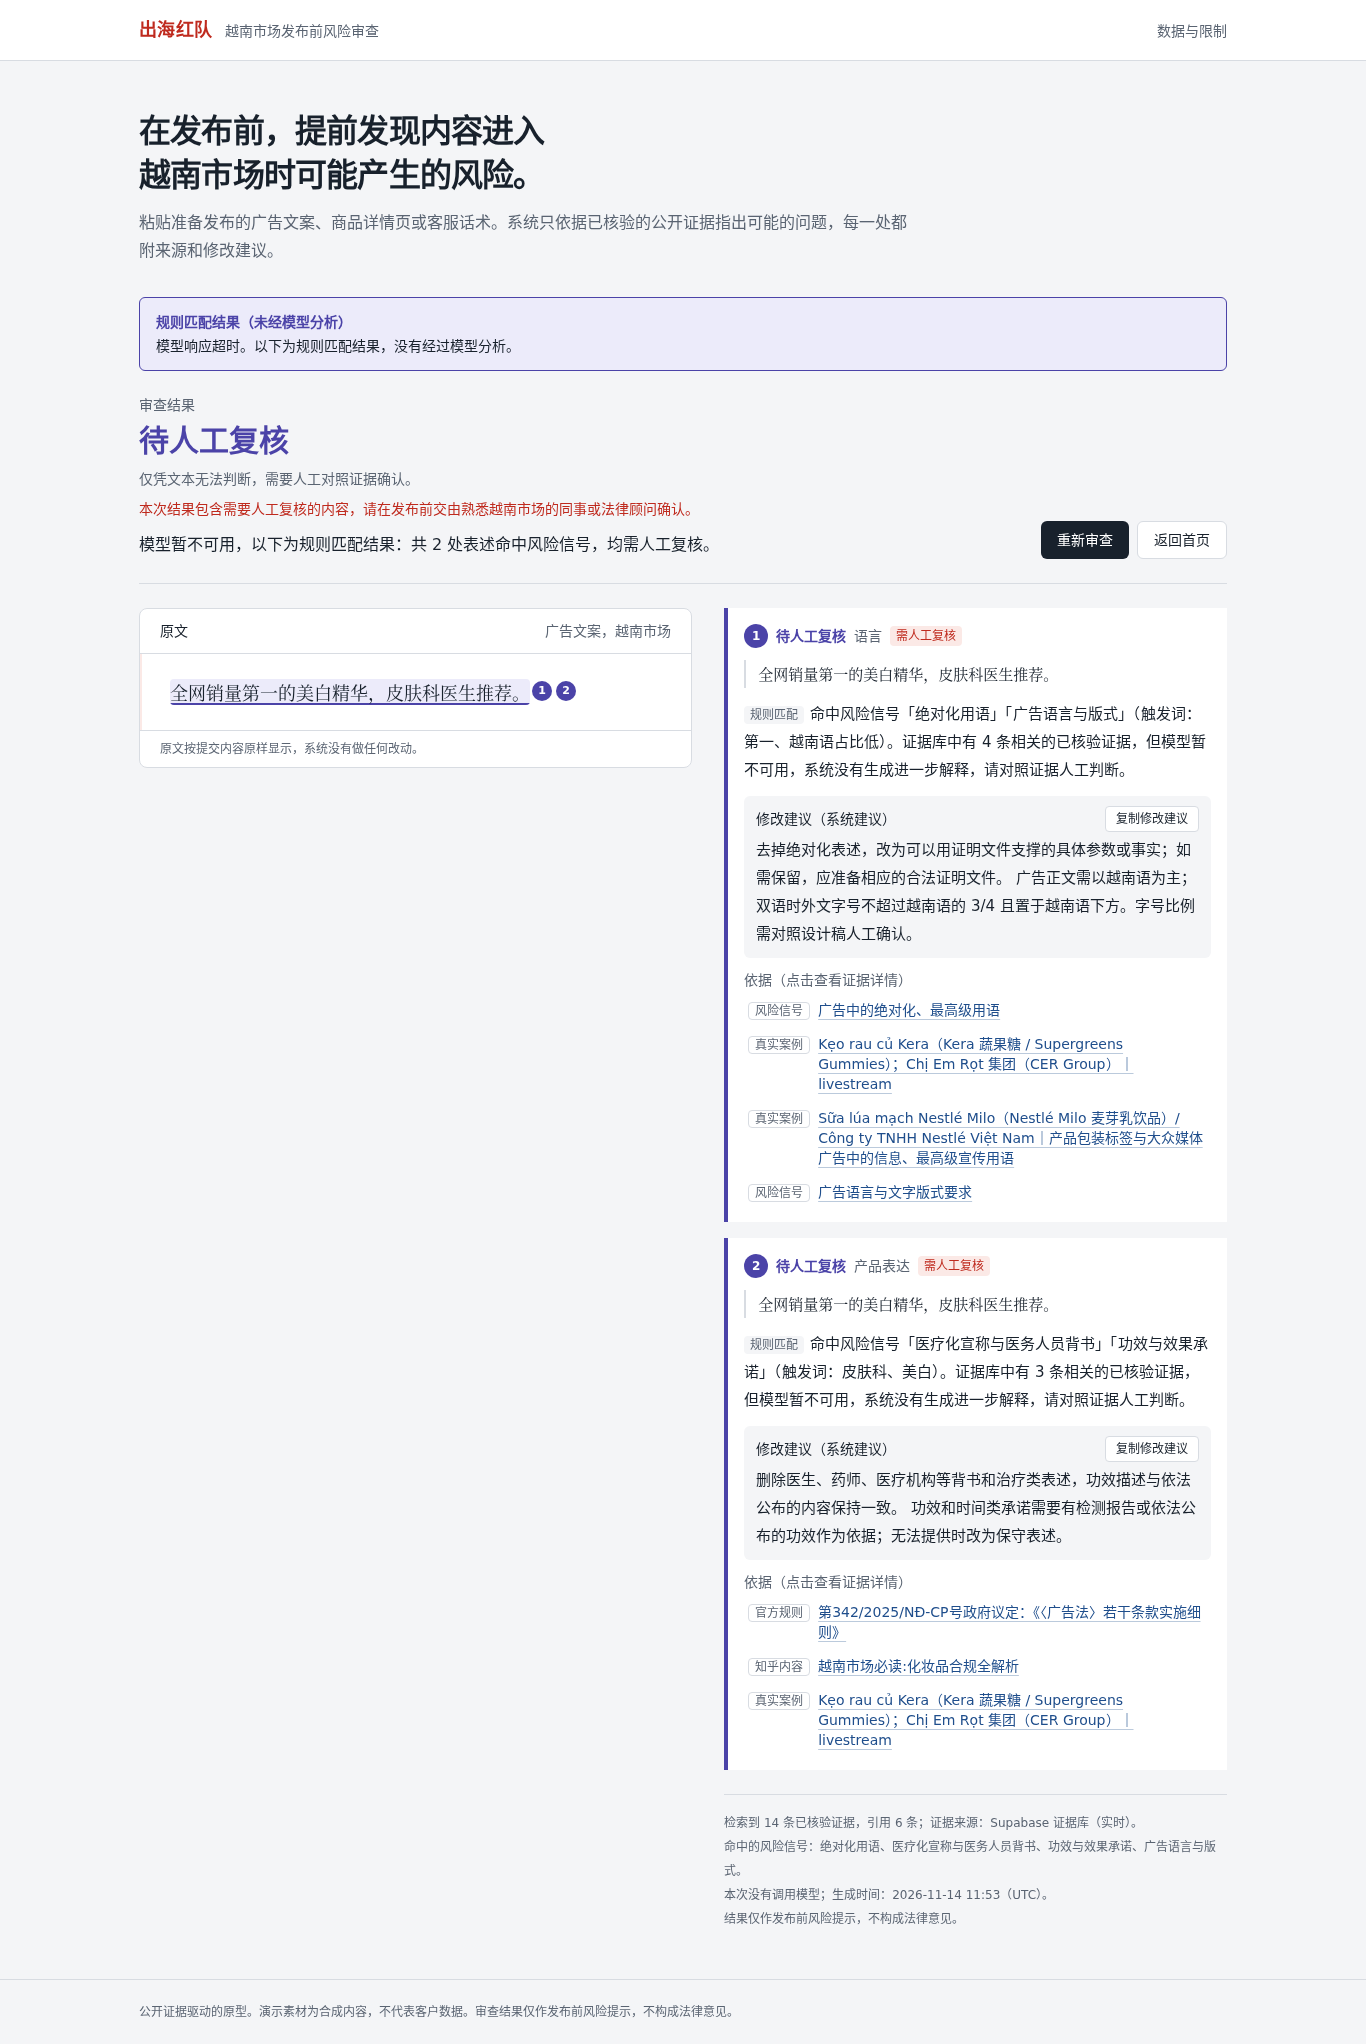 出海红队 越南市场发布前风险审查 数据与限制
在发布前，提前发现内容进入
越南市场时可能产生的风险。
粘贴准备发布的广告文案、商品详情页或客服话术。系统只依据已核验的公开证据指出可能的问题，每一处都
附来源和修改建议。
规则匹配结果（未经模型分析）
模型响应超时。以下为规则匹配结果，没有经过模型分析。
审查结果
待人工复核
仅凭文本无法判断，需要人工对照证据确认。
本次结果包含需要人工复核的内容，请在发布前交由熟悉越南市场的同事或法律顾问确认。
模型暂不可用，以下为规则匹配结果：共 2 处表述命中风险信号，均需人工复核。
重新审查 返回首页
原文 广告文案，越南市场
全网销量第一的美白精华，皮肤科医生推荐。 1 2
原文按提交内容原样显示，系统没有做任何改动。
1 待人工复核 语言 需人工复核
全网销量第一的美白精华，皮肤科医生推荐。
规则匹配 命中风险信号「绝对化用语」「广告语言与版式」（触发词：
第一、越南语占比低）。证据库中有 4 条相关的已核验证据，但模型暂
不可用，系统没有生成进一步解释，请对照证据人工判断。
修改建议（系统建议） 复制修改建议
去掉绝对化表述，改为可以用证明文件支撑的具体参数或事实；如
需保留，应准备相应的合法证明文件。 广告正文需以越南语为主；
双语时外文字号不超过越南语的 3/4 且置于越南语下方。字号比例
需对照设计稿人工确认。
依据（点击查看证据详情）
风险信号 广告中的绝对化、最高级用语
真实案例 Kẹo rau củ Kera（Kera 蔬果糖 / Supergreens
Gummies）；Chị Em Rọt 集团（CER Group）｜
livestream
真实案例 Sữa lúa mạch Nestlé Milo（Nestlé Milo 麦芽乳饮品）/
Công ty TNHH Nestlé Việt Nam｜产品包装标签与大众媒体
广告中的信息、最高级宣传用语
风险信号 广告语言与文字版式要求
2 待人工复核 产品表达 需人工复核
全网销量第一的美白精华，皮肤科医生推荐。
规则匹配 命中风险信号「医疗化宣称与医务人员背书」「功效与效果承
诺」（触发词：皮肤科、美白）。证据库中有 3 条相关的已核验证据，
但模型暂不可用，系统没有生成进一步解释，请对照证据人工判断。
修改建议（系统建议） 复制修改建议
删除医生、药师、医疗机构等背书和治疗类表述，功效描述与依法
公布的内容保持一致。 功效和时间类承诺需要有检测报告或依法公
布的功效作为依据；无法提供时改为保守表述。
依据（点击查看证据详情）
官方规则 第342/2025/NĐ-CP号政府议定：《〈广告法〉若干条款实施细
则》
知乎内容 越南市场必读:化妆品合规全解析
真实案例 Kẹo rau củ Kera（Kera 蔬果糖 / Supergreens
Gummies）；Chị Em Rọt 集团（CER Group）｜
livestream
检索到 14 条已核验证据，引用 6 条；证据来源：Supabase 证据库（实时）。
命中的风险信号：绝对化用语、医疗化宣称与医务人员背书、功效与效果承诺、广告语言与版
式。
本次没有调用模型；生成时间：2026-11-14 11:53（UTC）。
结果仅作发布前风险提示，不构成法律意见。
公开证据驱动的原型。演示素材为合成内容，不代表客户数据。审查结果仅作发布前风险提示，不构成法律意见。